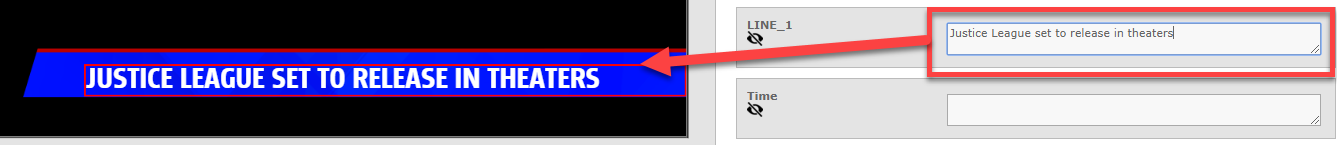 JUSTICE LEAGUE SET TO RELEASE IN THEATERS
LINE_1
Justice League set to release in theaters
Time